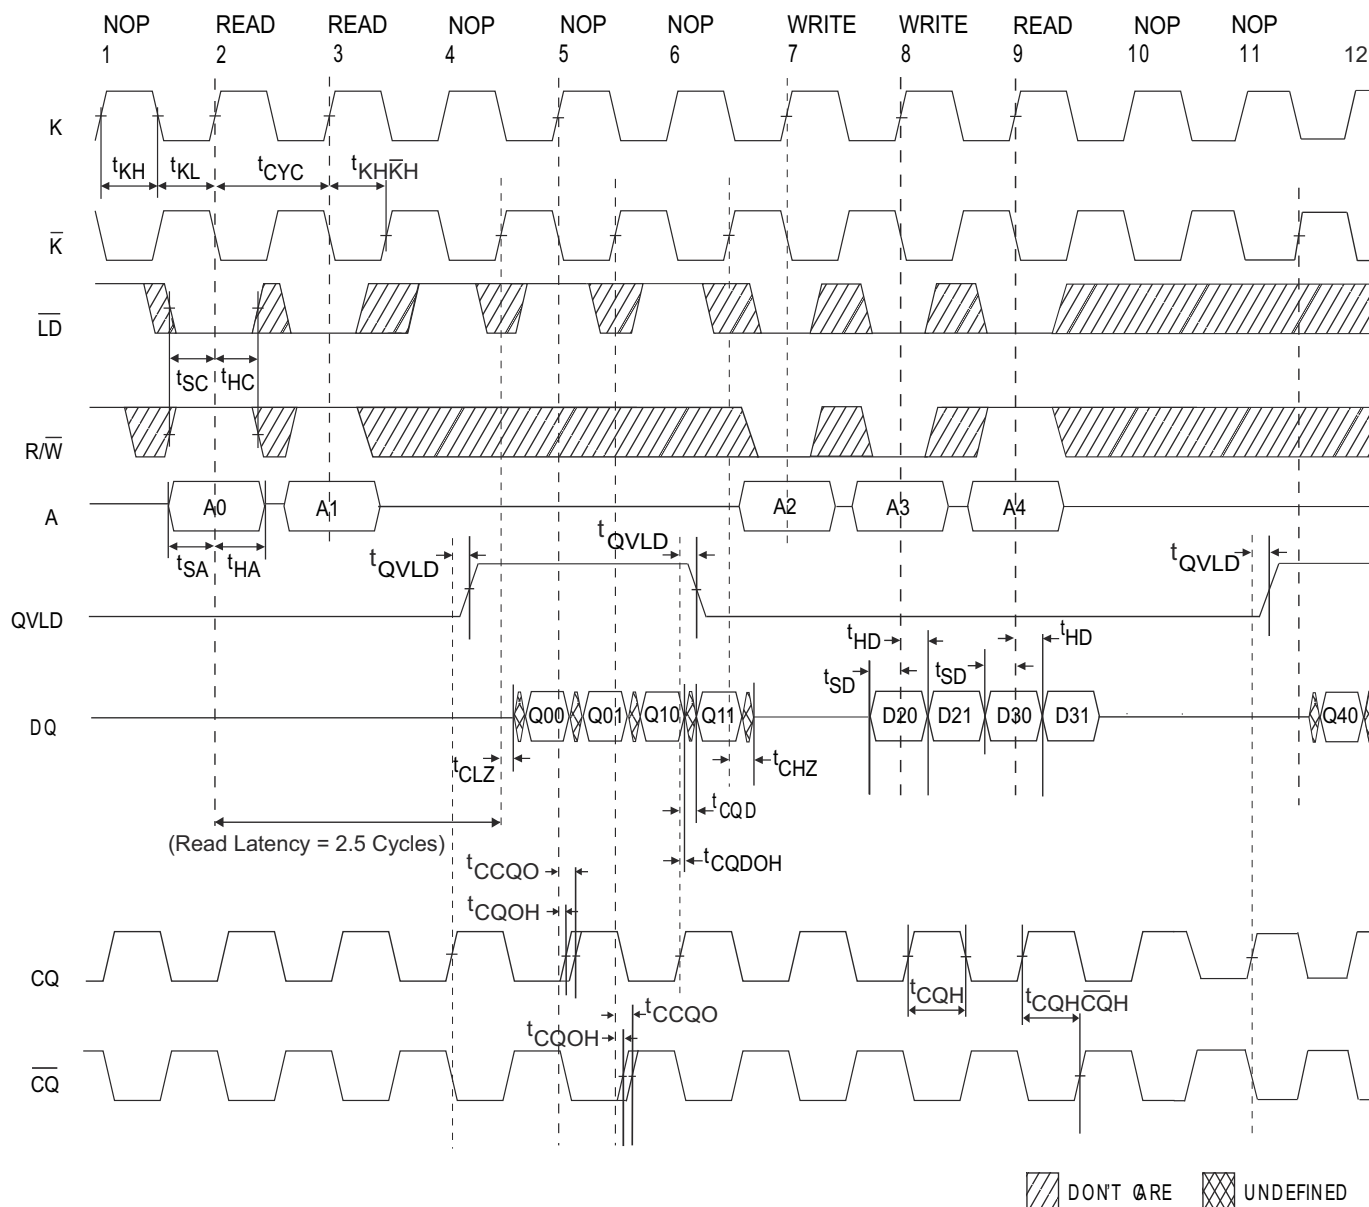 NOP READ READ NOP NOP NOP WRITE WRITE READ NOP NOP
1 2 3 4 5 6 7 8 9 10 11 12
K
tKH tKL tCYC tKHK̅H
K̅
L̅D̅
tSC tHC
R/W̅
A A0 A1 A2 A3 A4
tSA tHA tQVLD tQVLD tQVLD
QVLD
tHD tHD
tSD tSD
DQ Q00 Q01 Q10 Q11 D20 D21 D30 D31 Q40
tCLZ tCHZ
tCQD
(Read Latency = 2.5 Cycles)
tCQDOH
tCCQO
tCQOH
CQ
tCQH tCQHC̅Q̅H
tCCQO
tCQOH
C̅Q̅
DON'T CARE UNDEFINED